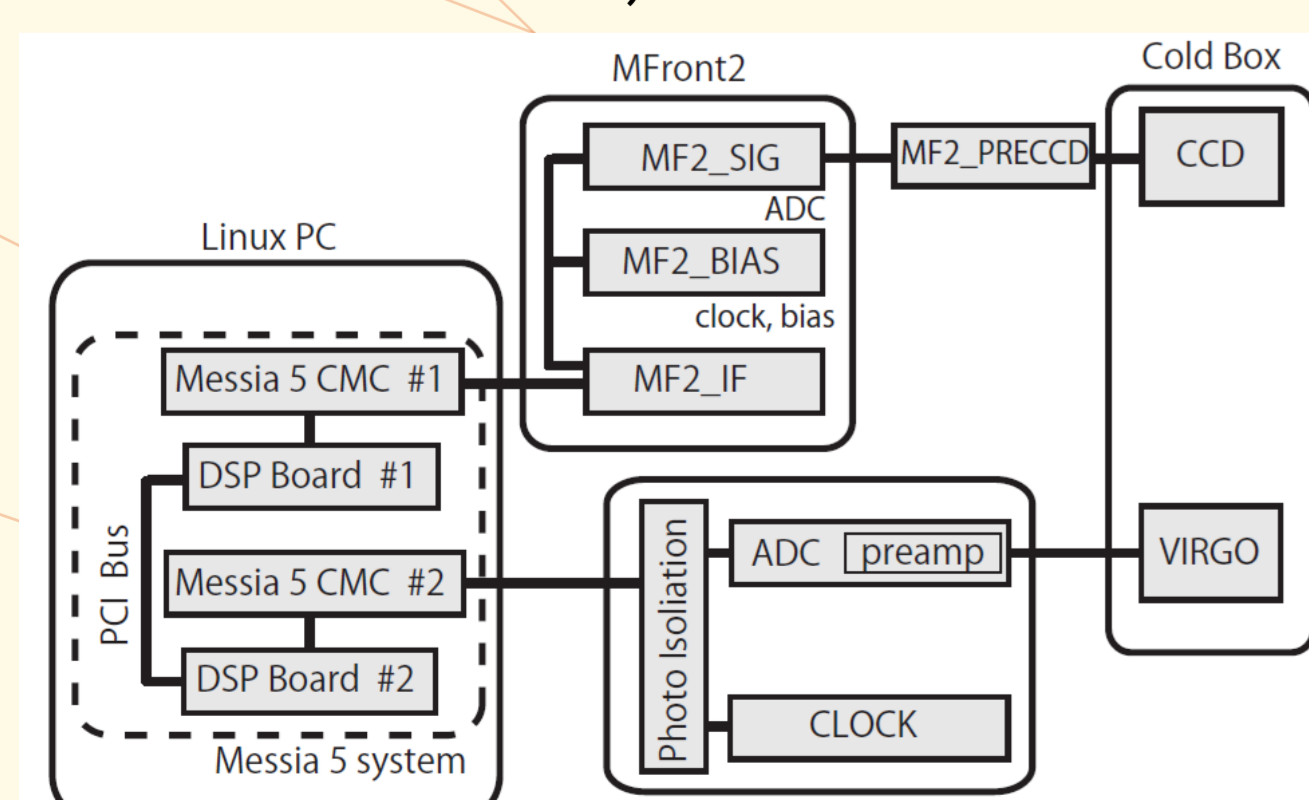 Cold Box
MFront2
MF2_SIG
MF2_PRECCD
CCD
ADC
Linux PC
MF2_BIAS
clock, bias
Messia 5 CMC #1
MF2_IF
DSP Board #1
PCI Bus
Photo Isoliation
ADC
preamp
VIRGO
Messia 5 CMC #2
DSP Board #2
CLOCK
Messia 5 system